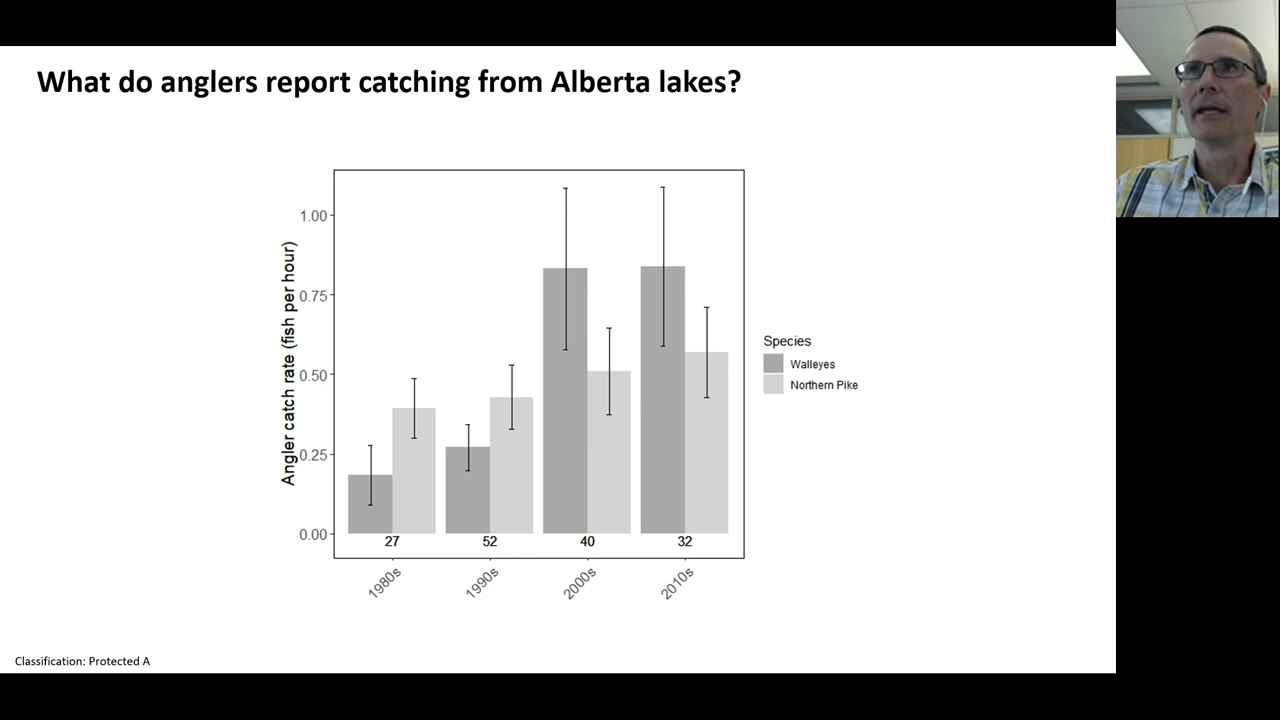 What do anglers report catching from Alberta lakes?
Angler catch rate (fish per hour)
1.00
0.75
0.50
0.25
0.00
27 52 40 32
1980s 1990s 2000s 2010s
Species
Walleyes
Northern Pike
Classification: Protected A